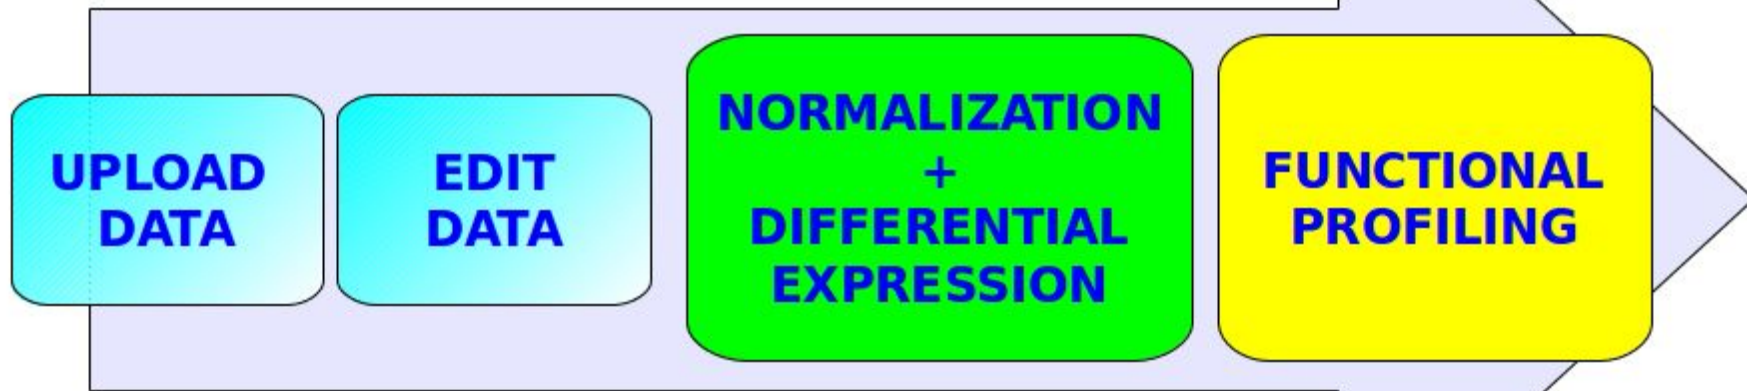 UPLOAD
DATA
EDIT
DATA
NORMALIZATION
+
DIFFERENTIAL
EXPRESSION
FUNCTIONAL
PROFILING